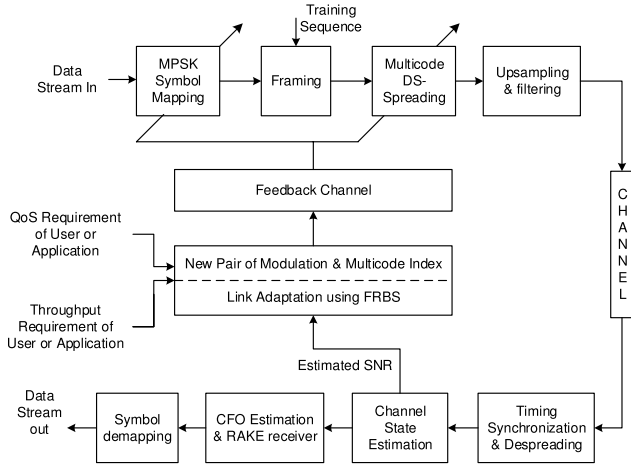 Training
Sequence
Data
Stream In
MPSK
Symbol
Mapping
Framing
Multicode
DS-
Spreading
Upsampling
& filtering
CHANNEL
Feedback Channel
QoS Requirement
of User or
Application
New Pair of Modulation & Multicode Index
Link Adaptation using FRBS
Throughput
Requirement of
User or Application
Estimated SNR
Data
Stream
out
Symbol
demapping
CFO Estimation
& RAKE receiver
Channel
State
Estimation
Timing
Synchronization
& Despreading